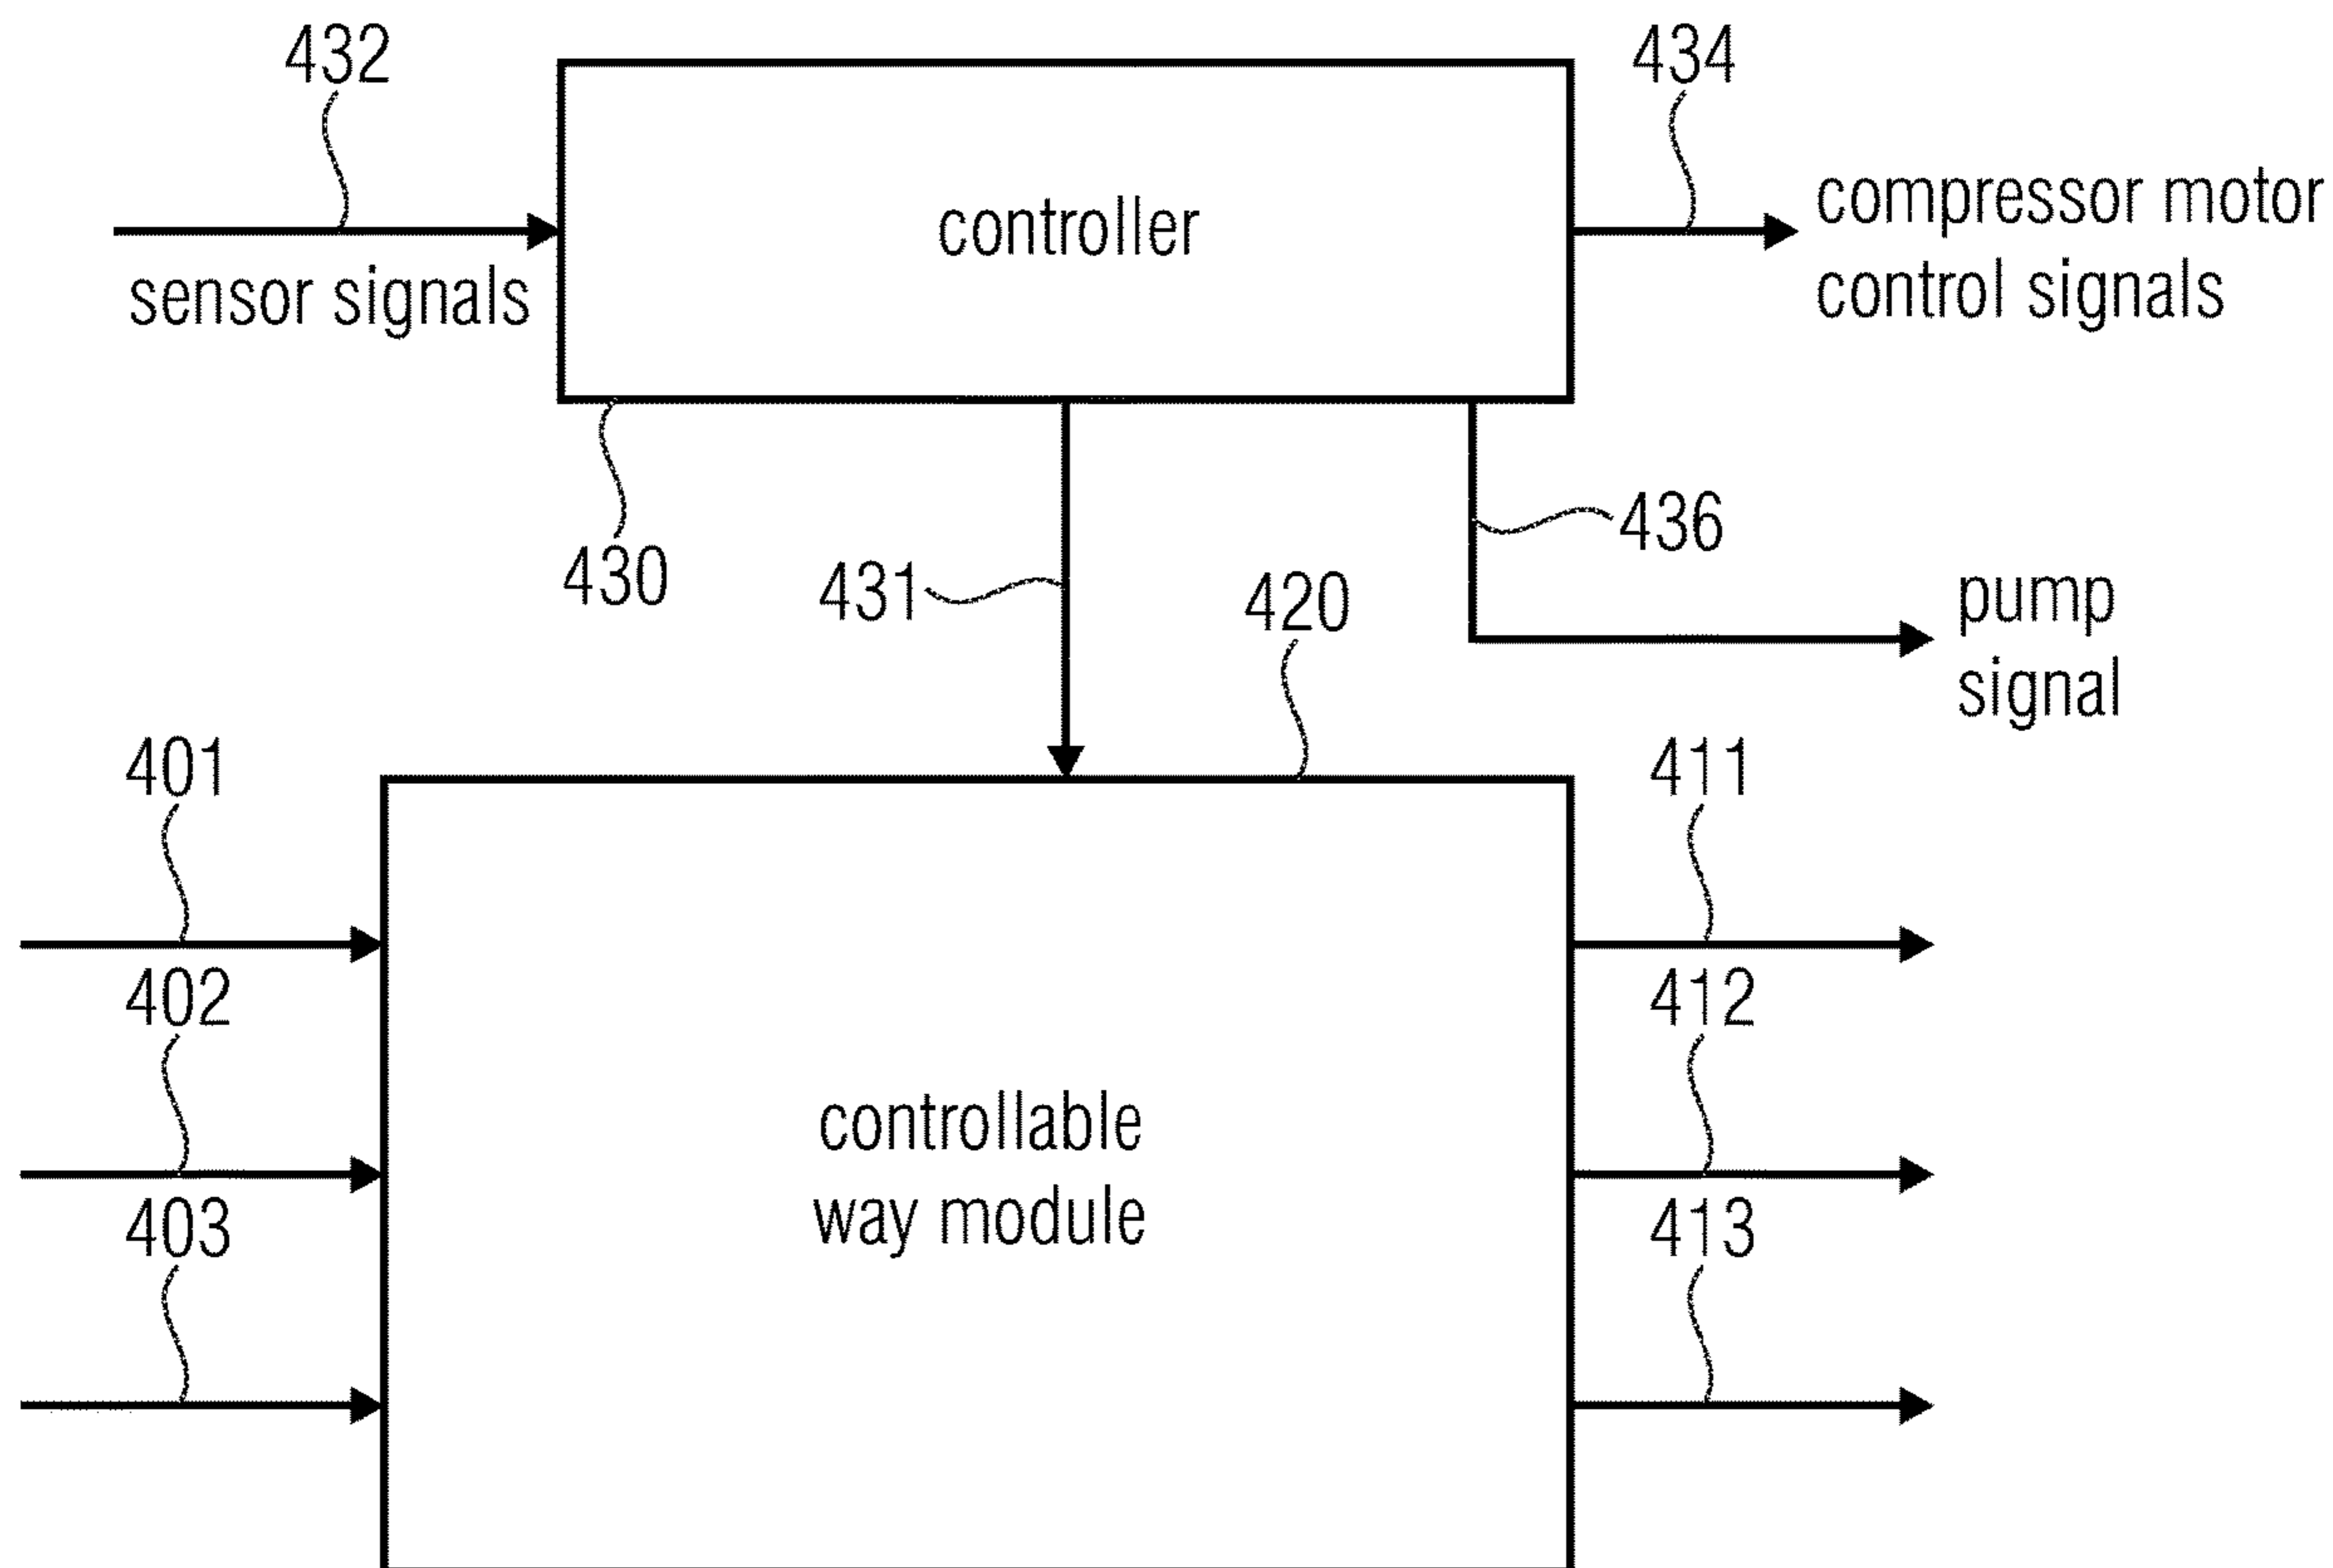 432
434
controller
compressor motor
control signals
sensor signals
430
431
420
436
pump
signal
401
411
402
412
controllable
way module
403
413